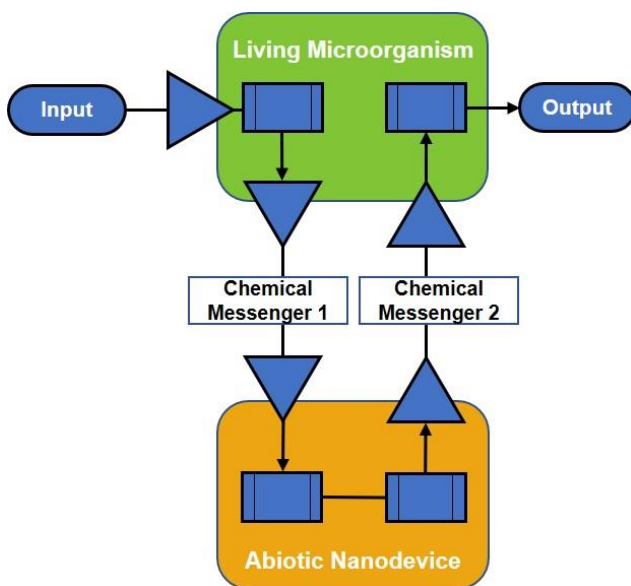 Living Microorganism
Input
Output
Chemical
Messenger 1
Chemical
Messenger 2
Abiotic Nanodevice